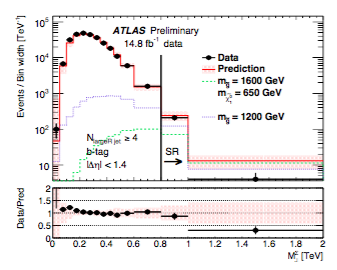 ATLAS Preliminary
14.8 fb⁻¹ data
Data
Prediction
m_g̃ = 1600 GeV
m_χ̃⁰₁ = 650 GeV
m_g̃ = 1200 GeV
N_largeR jet ≥ 4
b-tag
|Δη| < 1.4
SR
Events / Bin width [TeV⁻¹]
10⁵
10⁴
10³
10²
10
Data/Pred
2
1.5
1
0.5
0
0 0.2 0.4 0.6 0.8 1 1.2 1.4 1.6 1.8 2
M_J^Σ [TeV]